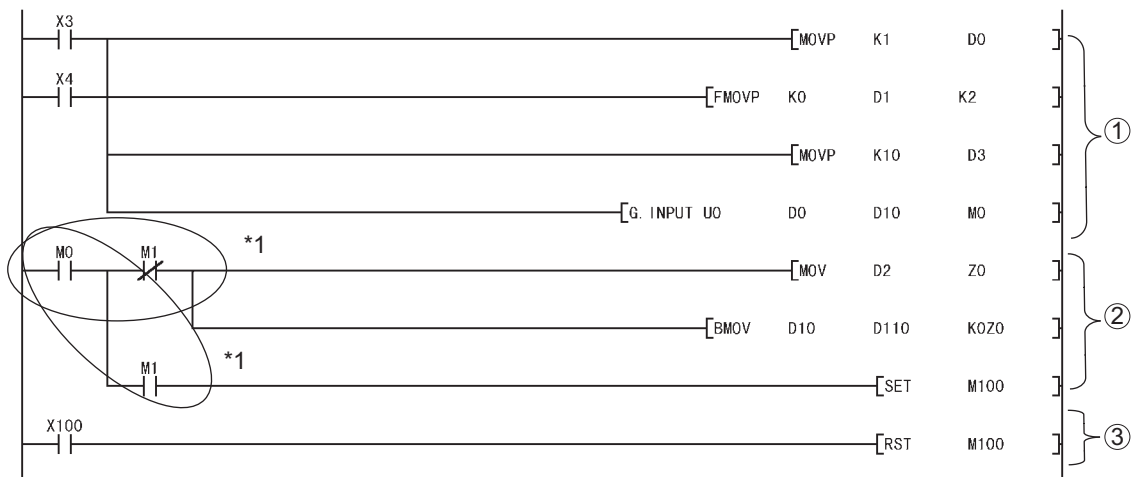 X3
[MOVP K1 D0 ]
X4
[FMOVP K0 D1 K2 ]
①
[MOVP K10 D3 ]
[G. INPUT U0 D0 D10 M0 ]
*1
M0 M1
[MOV D2 Z0 ]
②
[BMOV D10 D110 K0Z0 ]
*1
M1
[SET M100 ]
X100
③
[RST M100 ]